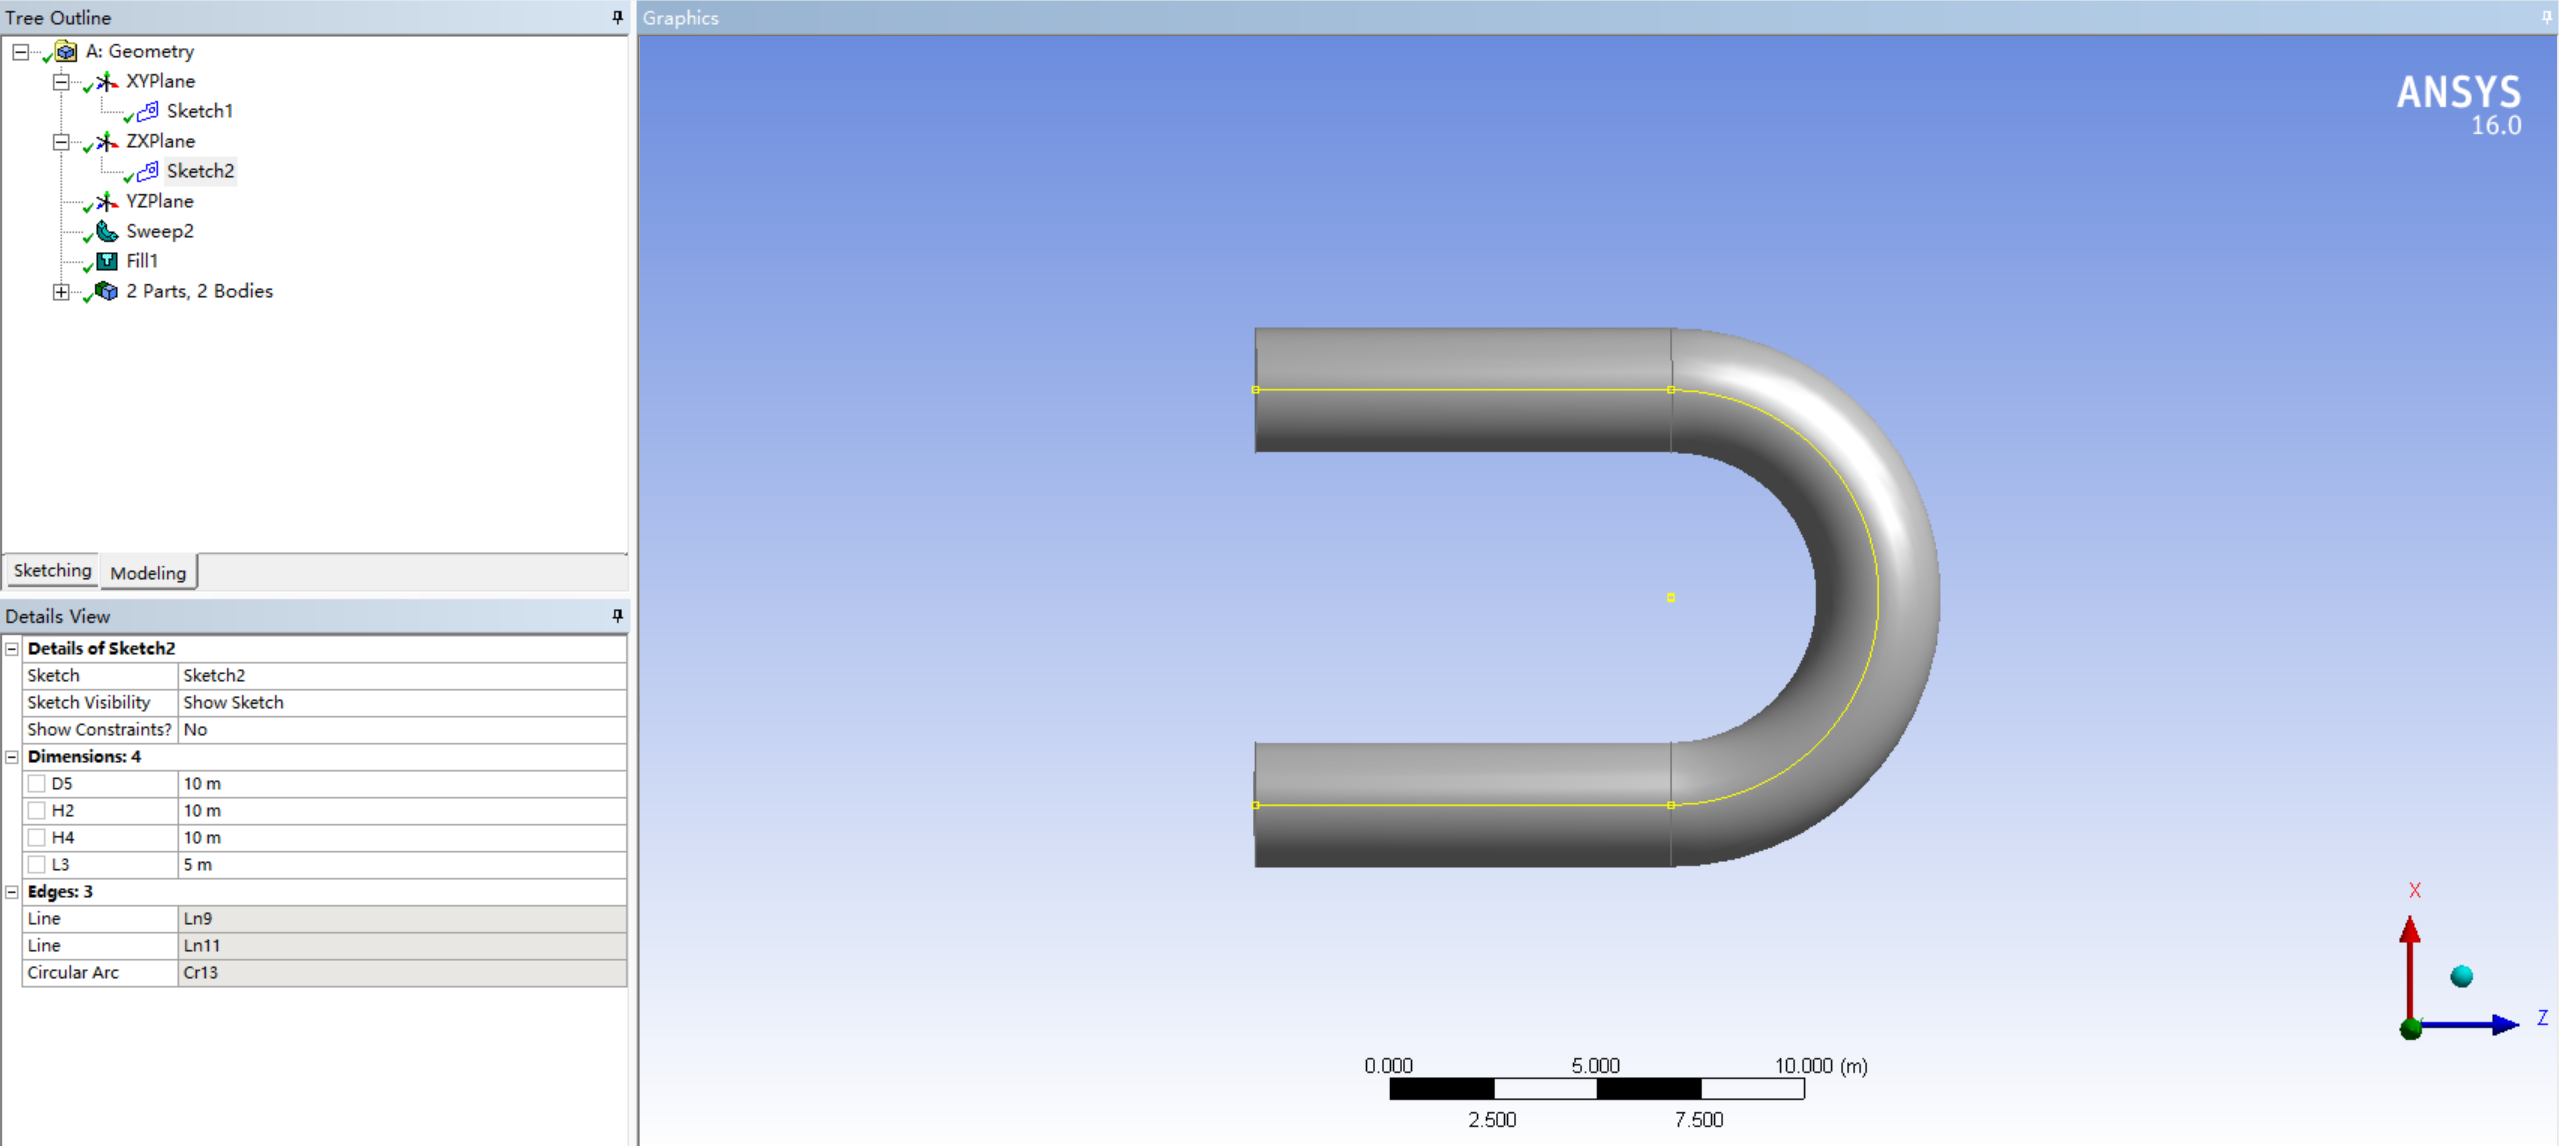 Tree Outline
A: Geometry
XYPlane
Sketch1
ZXPlane
Sketch2
YZPlane
Sweep2
Fill1
2 Parts, 2 Bodies
Sketching Modeling
Details View
Details of Sketch2
Sketch Sketch2
Sketch Visibility Show Sketch
Show Constraints? No
Dimensions: 4
D5 10 m
H2 10 m
H4 10 m
L3 5 m
Edges: 3
Line Ln9
Line Ln11
Circular Arc Cr13
Graphics
ANSYS
16.0
X
Z
0.000 5.000 10.000 (m)
2.500 7.500